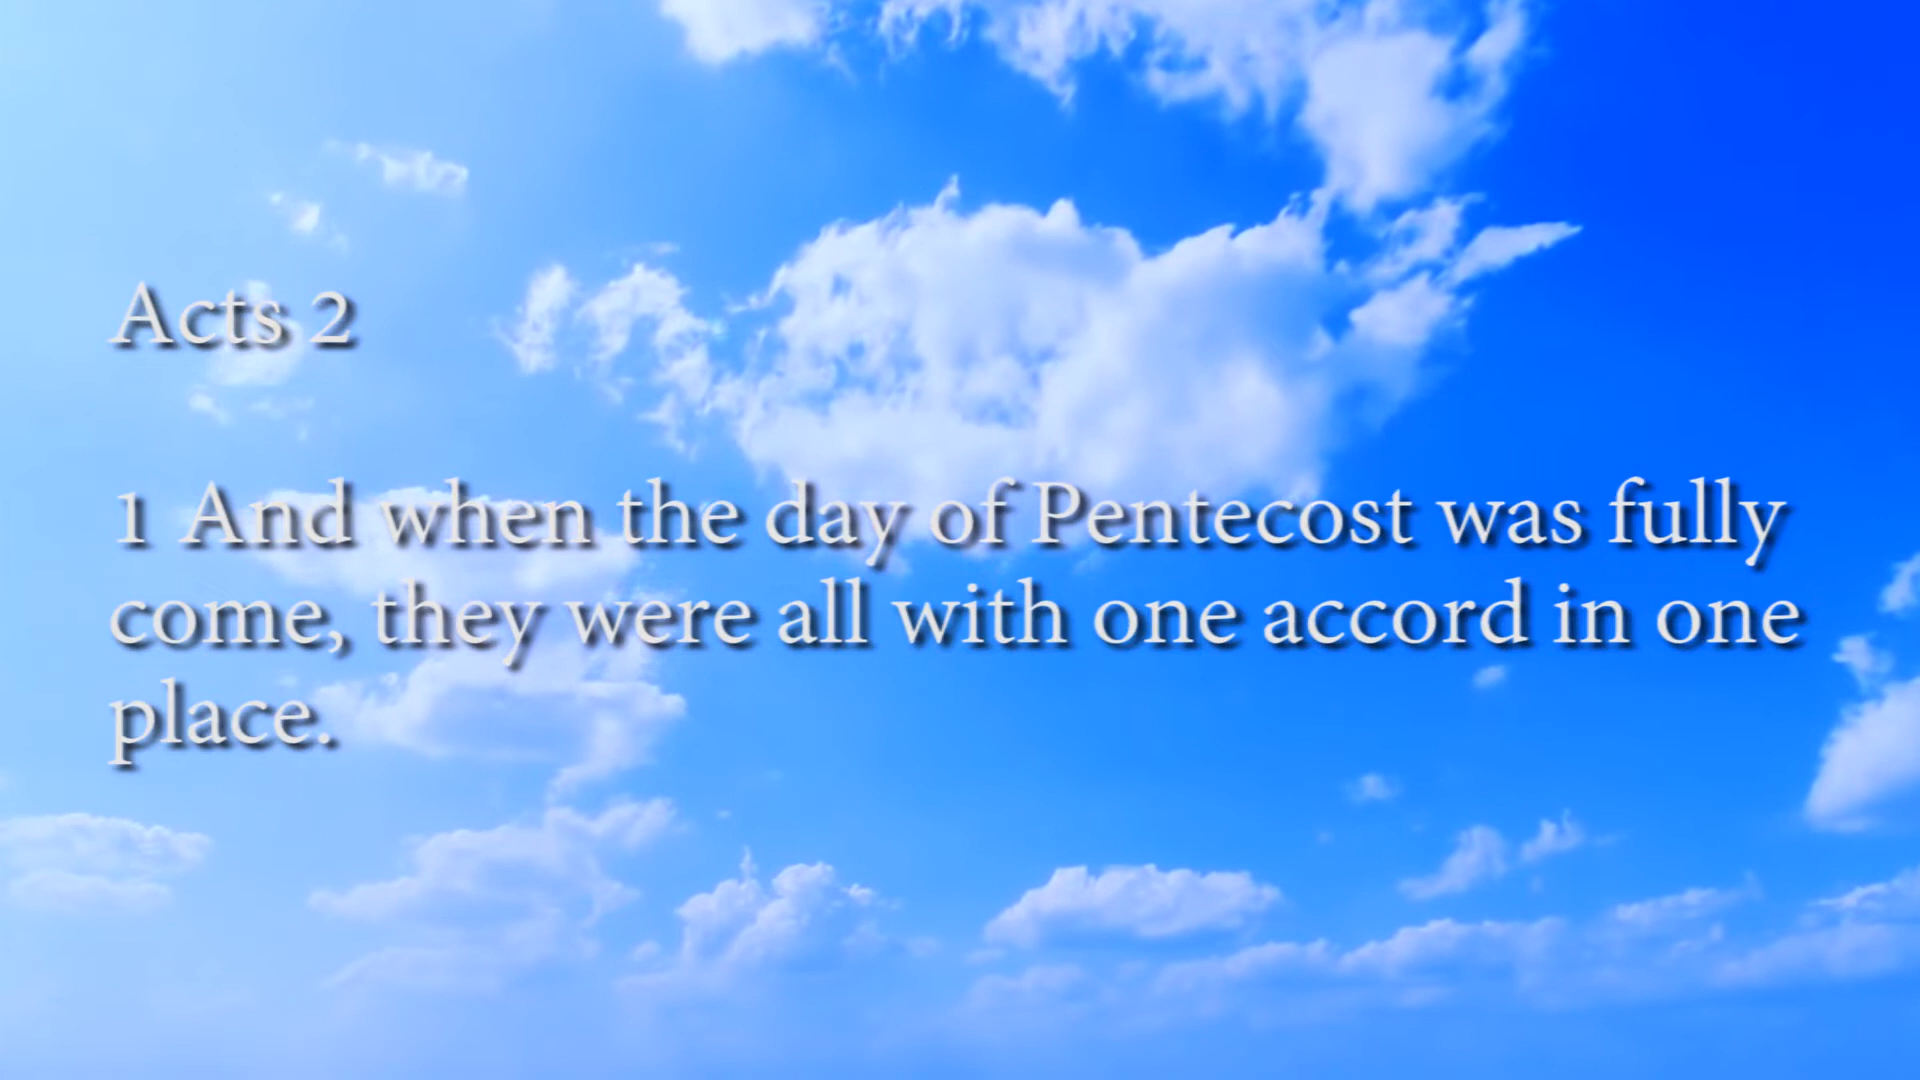 Acts 2
1 And when the day of Pentecost was fully
come, they were all with one accord in one
place.